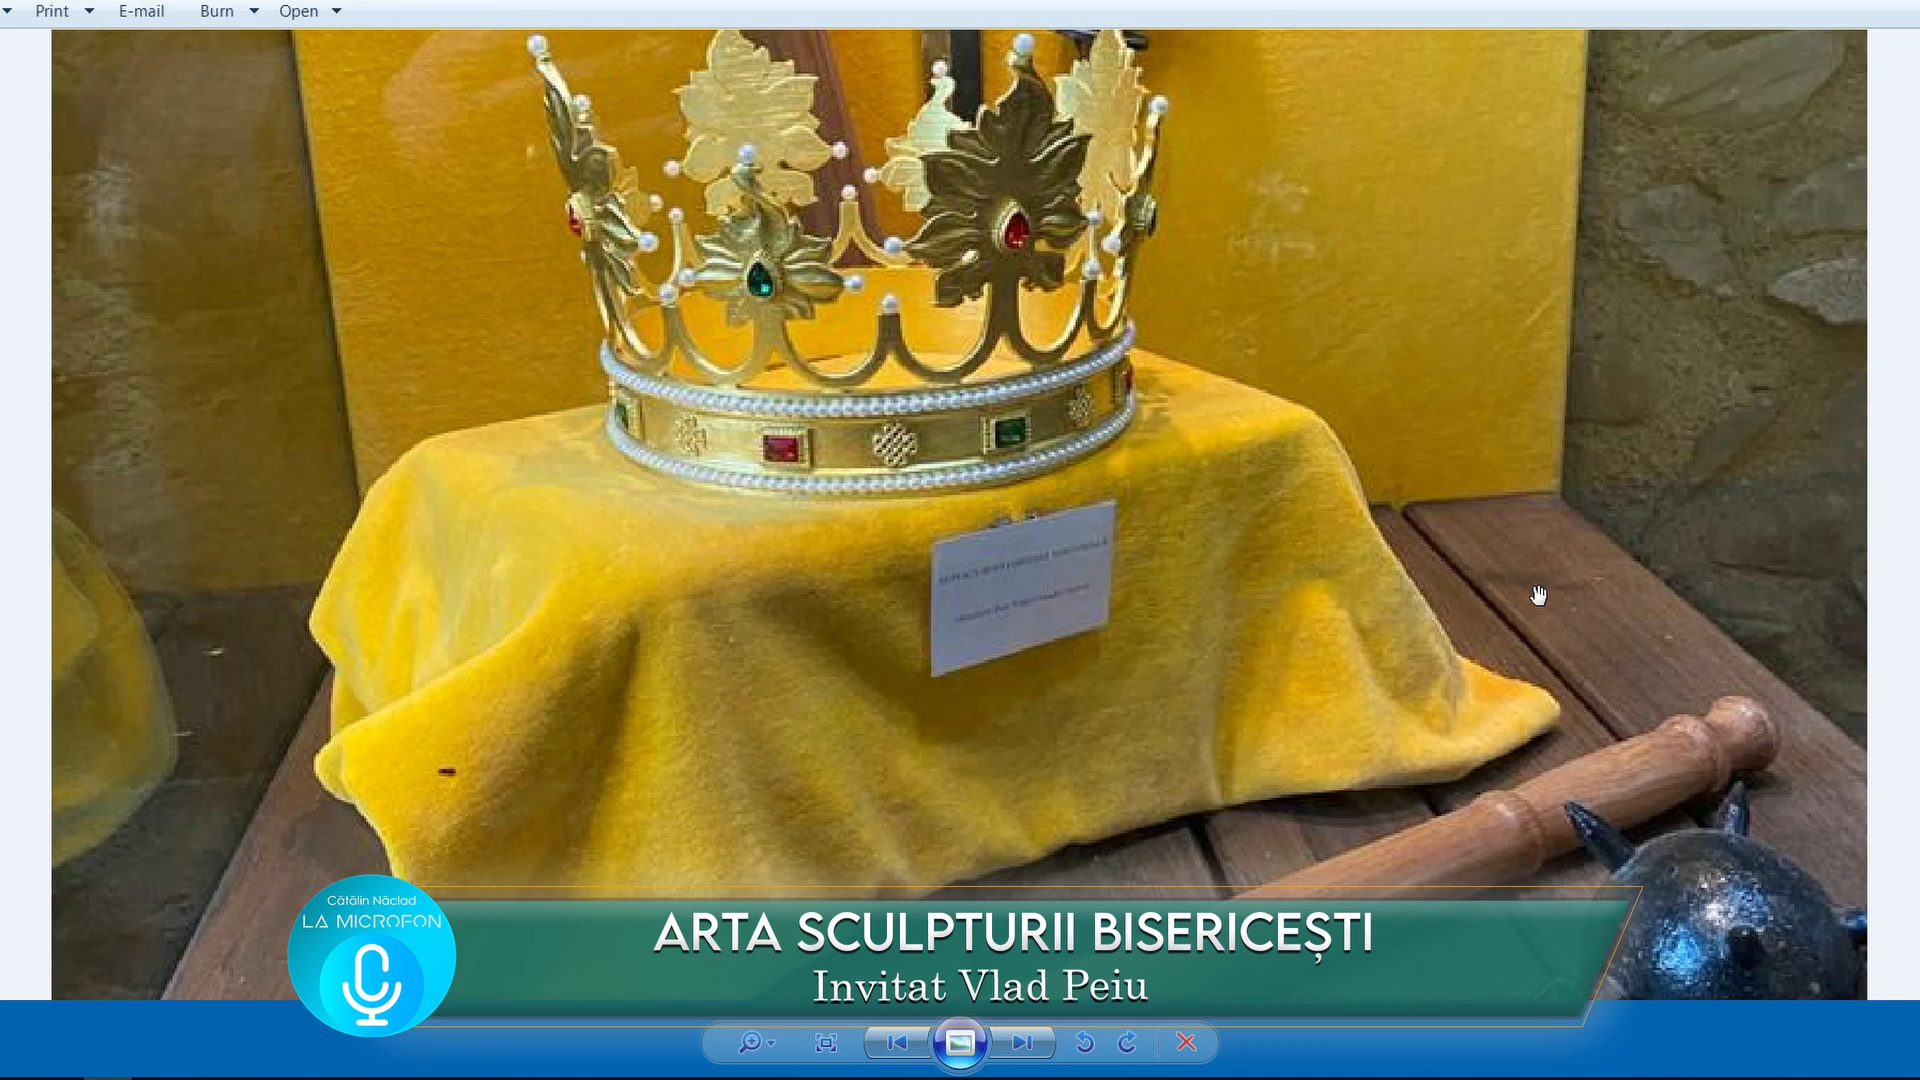 Print
E-mail
Burn
Open
Cătălin Năclad
LA MICROFON
ARTA SCULPTURII BISERICEȘTI
Invitat Vlad Peiu